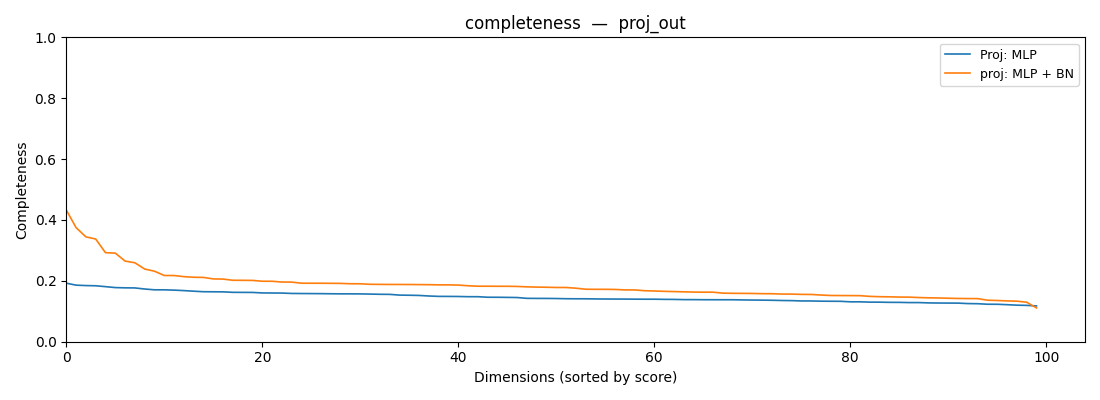 completeness — proj_out
Completeness
1.0
0.8
0.6
0.4
0.2
0.0
Proj: MLP
proj: MLP + BN
0 20 40 60 80 100
Dimensions (sorted by score)